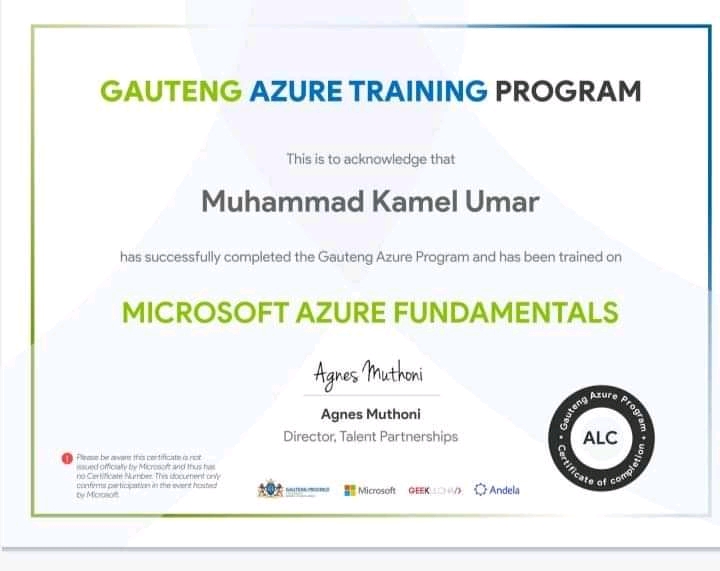 GAUTENG AZURE TRAINING PROGRAM
This is to acknowledge that
Muhammad Kamel Umar
has successfully completed the Gauteng Azure Program and has been trained on
MICROSOFT AZURE FUNDAMENTALS
Agnes Muthoni
Agnes Muthoni
Director, Talent Partnerships
Gauteng Azure Program
ALC
Certificate of completion
Please be aware this certificate is not
issued officially by Microsoft and thus has
no Certificate Number. This document only
confirms participation in the event hosted
by Microsoft.
GAUTENG PROVINCE
Microsoft
GEEK
Andela